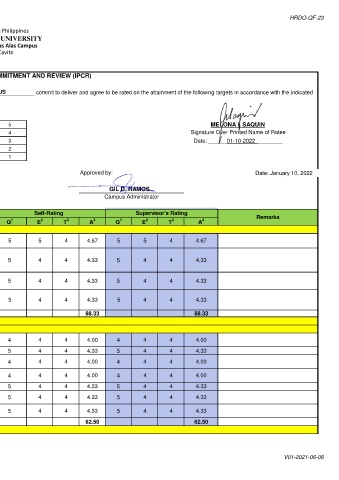 HRDO-QF-23
Philippines
UNIVERSITY
as Alas Campus
Cavite
MMITMENT AND REVIEW (IPCR)
US commit to deliver and agree to be rated on the attainment of the following targets in accordance with the indicated
SAQUIN
Signature Over Printed Name of Ratee
Date: 01-10-2022
5
4
3
2
1
Approved by:
Date: January 10, 2022
GIL D. RAMOS
Campus Administrator
Self-Rating Supervisor's Rating Remarks
Q¹ E² T³ A⁴ Q¹ E² T³ A⁴
5 5 4 4.67 5 5 4 4.67
5 4 4 4.33 5 4 4 4.33
5 4 4 4.33 5 4 4 4.33
5 4 4 4.33 5 4 4 4.33
88.33 88.33
4 4 4 4.00 4 4 4 4.00
5 4 4 4.33 5 4 4 4.33
4 4 4 4.00 4 4 4 4.00
4 4 4 4.00 4 4 4 4.00
5 4 4 4.33 5 4 4 4.33
5 4 4 4.33 5 4 4 4.33
5 4 4 4.33 5 4 4 4.33
62.50 62.50
V01-2021-06-08